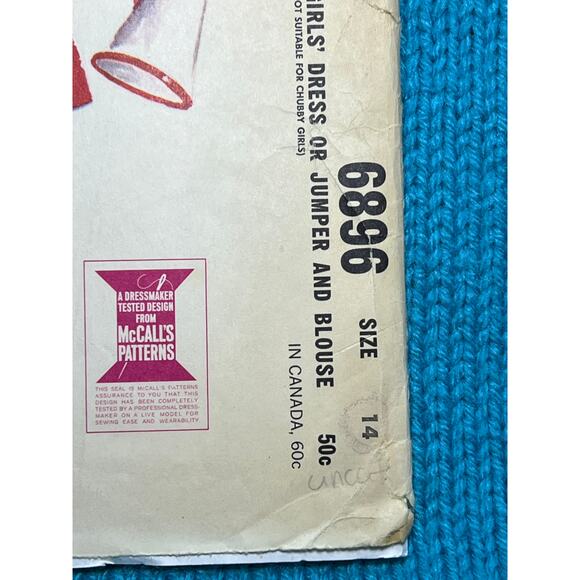 GIRLS' DRESS OR JUMPER AND BLOUSE 50c
OT SUITABLE FOR CHUBBY GIRLS)
IN CANADA, 60c
6896 SIZE 14
uncut
A DRESSMAKER
TESTED DESIGN
FROM
McCALL'S
PATTERNS
THIS SEAL IS McCALL'S PATTERNS
ASSURANCE TO YOU THAT THIS
DESIGN HAS BEEN COMPLETELY
TESTED BY A PROFESSIONAL DRESS-
MAKER ON A LIVE MODEL FOR
SEWING EASE AND WEARABILITY.